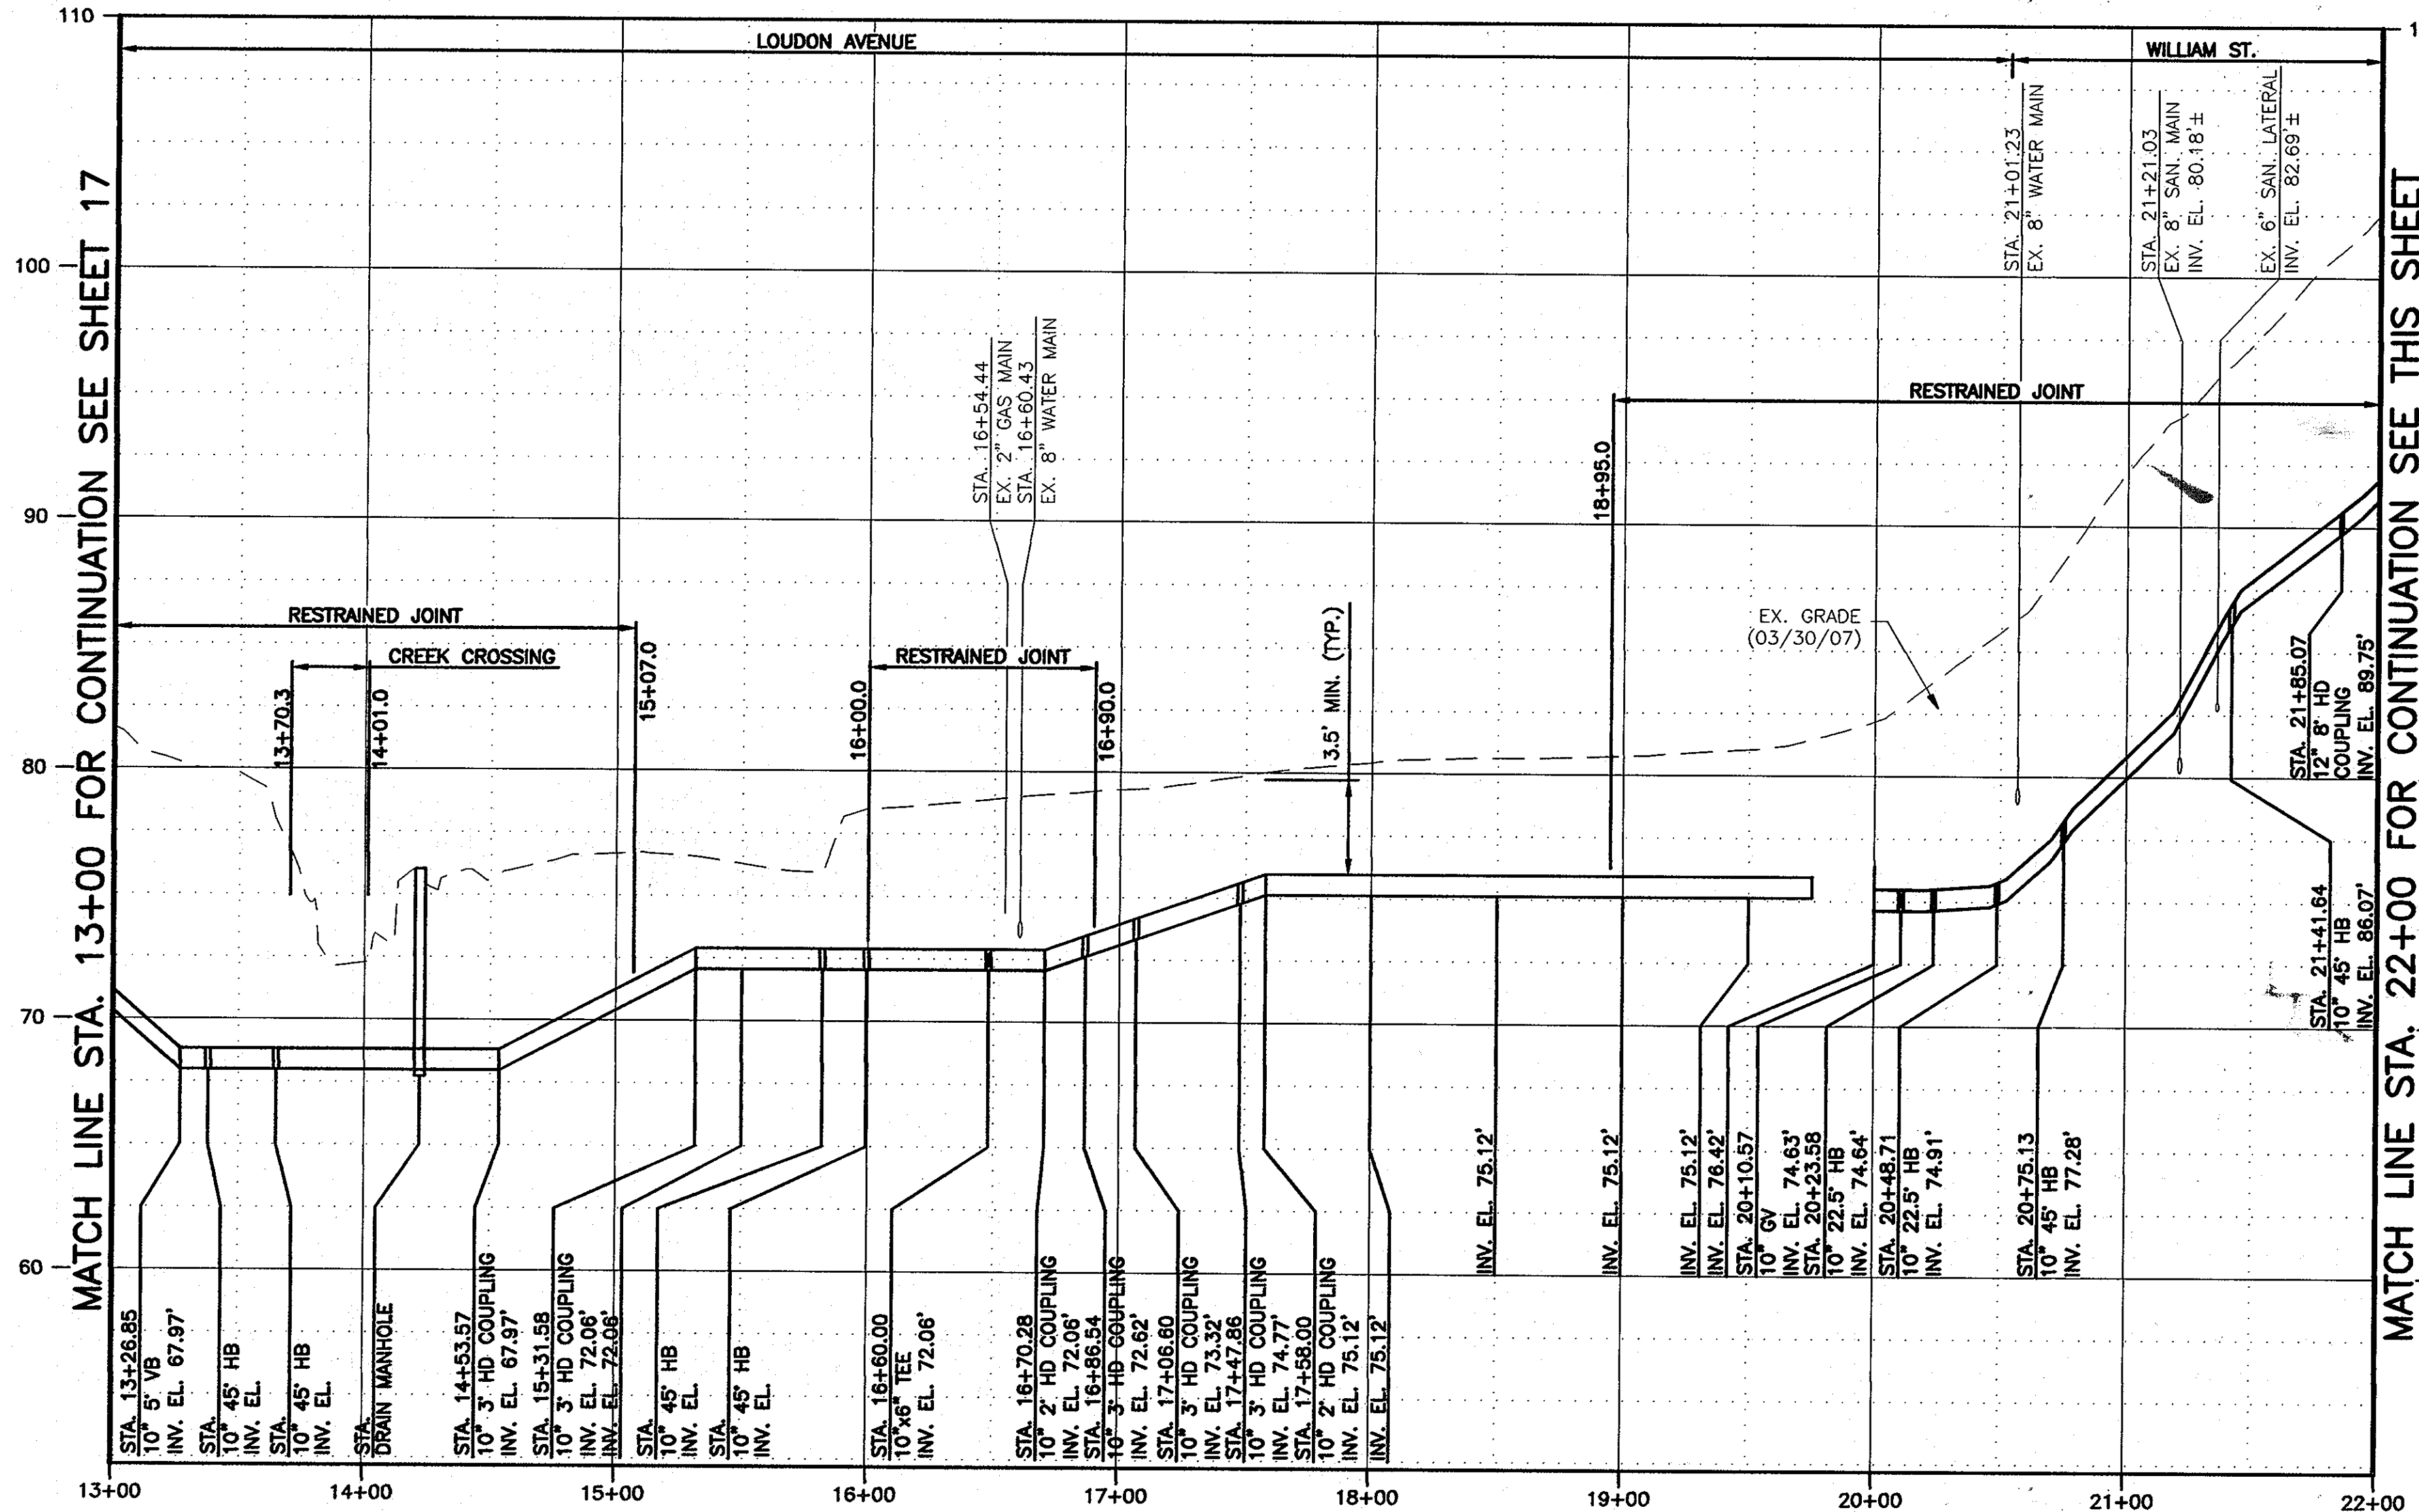 110
LOUDON AVENUE
WILLIAM ST.
1
100
90
80
70
60
MATCH LINE STA. 13+00 FOR CONTINUATION SEE SHEET 17
STA. 21+01.23
EX. 8" WATER MAIN
STA. 21+21.03
EX. 8" SAN. MAIN
INV. EL. 80.18'±
EX. 6" SAN. LATERAL
INV. EL. 82.69'±
STA. 16+54.44
EX. 2" GAS MAIN
STA. 16+60.43
EX. 8" WATER MAIN
RESTRAINED JOINT
18+95.0
RESTRAINED JOINT
CREEK CROSSING
13+70.3
14+01.0
15+07.0
RESTRAINED JOINT
16+00.0
16+90.0
3.5' MIN. (TYP.)
EX. GRADE
(03/30/07)
STA. 21+85.07
12" 8° HD
COUPLING
INV. EL. 89.75'
STA. 21+41.64
10" 45° HB
INV. EL. 86.07'
STA. 13+26.85
10" 5° VB
INV. EL. 67.97'
STA.
10" 45° HB
INV. EL.
STA.
10" 45° HB
INV. EL.
STA.
DRAIN MANHOLE
STA. 14+53.57
10" 3° HD COUPLING
INV. EL. 67.97'
STA. 15+31.58
10" 3° HD COUPLING
INV. EL. 72.06'
INV. EL. 72.06'
STA.
10" 45° HB
INV. EL.
STA.
10" 45° HB
INV. EL.
STA. 16+60.00
10"x6" TEE
INV. EL. 72.06'
STA. 16+70.28
10" 2° HD COUPLING
INV. EL. 72.06'
STA. 16+86.54
10" 3° HD COUPLING
INV. EL. 72.62'
STA. 17+06.60
10" 3° HD COUPLING
INV. EL. 73.32'
STA. 17+47.86
10" 3° HD COUPLING
INV. EL. 74.77'
STA. 17+58.00
10" 2° HD COUPLING
INV. EL. 75.12'
INV. EL. 75.12'
INV. EL. 75.12'
INV. EL. 75.12'
INV. EL. 75.12'
INV. EL. 76.42'
STA. 20+10.57
10" GV
INV. EL. 74.63'
STA. 20+23.58
10" 22.5° HB
INV. EL. 74.64'
STA. 20+48.71
10" 22.5° HB
INV. EL. 74.91'
STA. 20+75.13
10" 45° HB
INV. EL. 77.28'
MATCH LINE STA. 22+00 FOR CONTINUATION SEE THIS SHEET
13+00
14+00
15+00
16+00
17+00
18+00
19+00
20+00
21+00
22+00